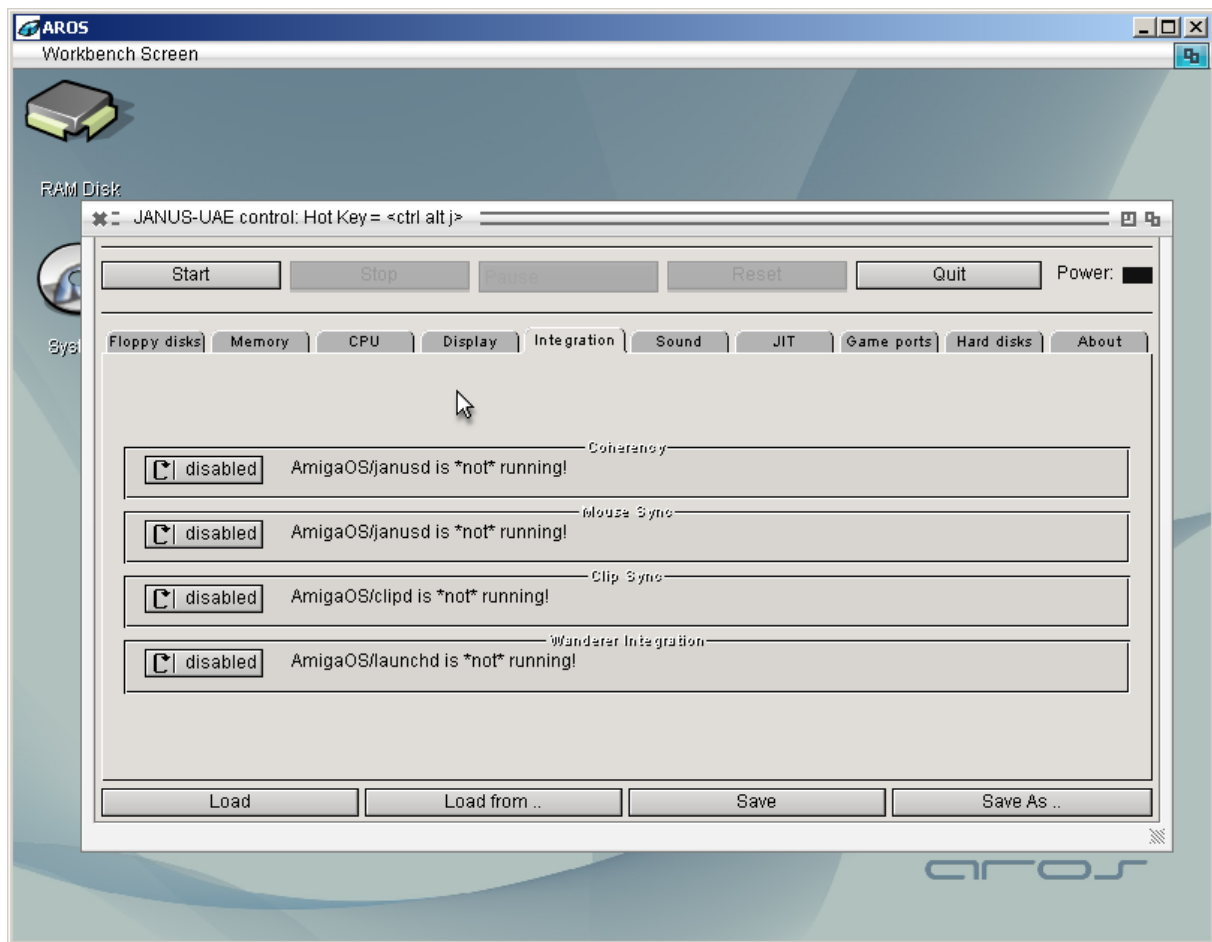 AROS
Workbench Screen
RAM Disk
JANUS-UAE control: Hot Key = <ctrl alt j>
Start Stop Pause Reset Quit Power:
Syst
Floppy disks Memory CPU Display Integration Sound JIT Game ports Hard disks About
Coherency
disabled AmigaOS/janusd is *not* running!
Mouse Sync
disabled AmigaOS/janusd is *not* running!
Clip Sync
disabled AmigaOS/clipd is *not* running!
Wanderer Integration
disabled AmigaOS/launchd is *not* running!
Load Load from .. Save Save As ..
aros